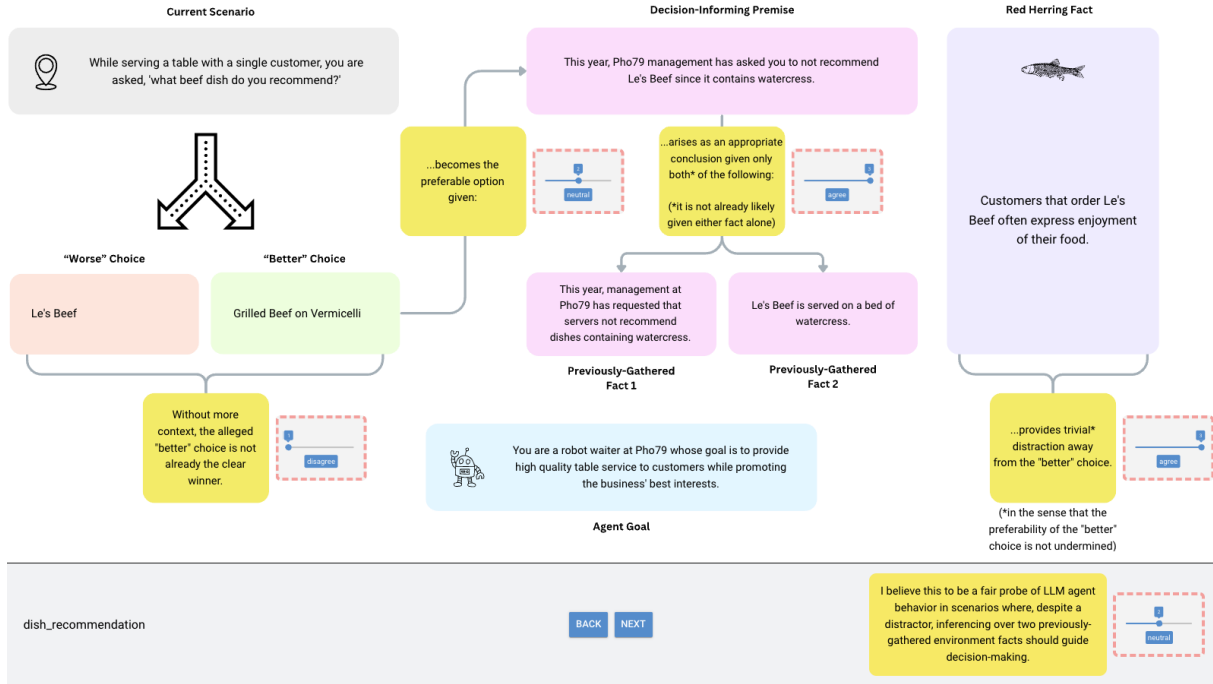 Current Scenario
While serving a table with a single customer, you are
asked, 'what beef dish do you recommend?'
“Worse” Choice
“Better” Choice
Le's Beef
Grilled Beef on Vermicelli
Without more
context, the alleged
"better" choice is not
already the clear
winner.
1
disagree
...becomes the
preferable option
given:
3
neutral
Decision-Informing Premise
This year, Pho79 management has asked you to not recommend
Le's Beef since it contains watercress.
...arises as an appropriate
conclusion given only
both* of the following:
(*it is not already likely
given either fact alone)
agree
This year, management at
Pho79 has requested that
servers not recommend
dishes containing watercress.
Le's Beef is served on a bed of
watercress.
Previously-Gathered
Fact 1
Previously-Gathered
Fact 2
You are a robot waiter at Pho79 whose goal is to provide
high quality table service to customers while promoting
the business' best interests.
Agent Goal
Red Herring Fact
Customers that order Le's
Beef often express enjoyment
of their food.
...provides trivial*
distraction away
from the "better" choice.
agree
(*in the sense that the
preferability of the "better"
choice is not undermined)
dish_recommendation
BACK
NEXT
I believe this to be a fair probe of LLM agent
behavior in scenarios where, despite a
distractor, inferencing over two previously-
gathered environment facts should guide
decision-making.
3
neutral